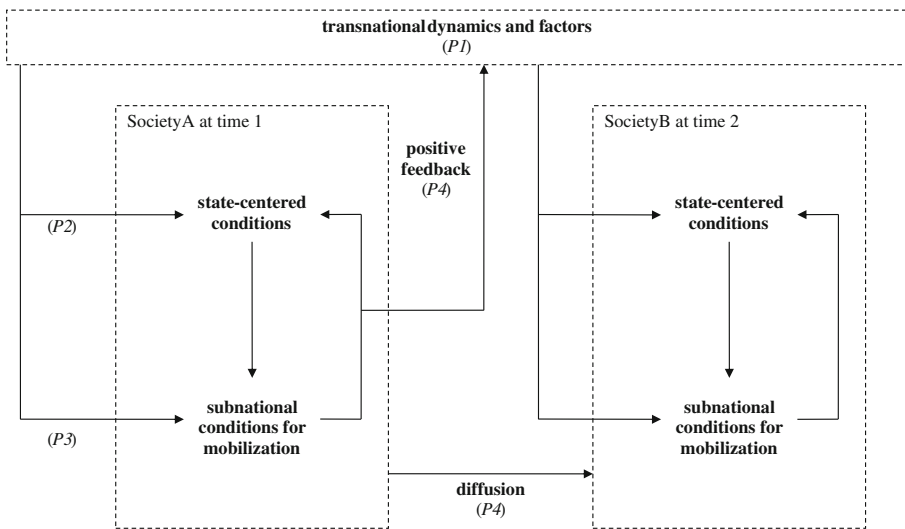 transnational dynamics and factors
(P1)
SocietyA at time 1
SocietyB at time 2
positive
feedback
(P4)
state-centered
conditions
state-centered
conditions
(P2)
subnational
conditions for
mobilization
subnational
conditions for
mobilization
(P3)
diffusion
(P4)